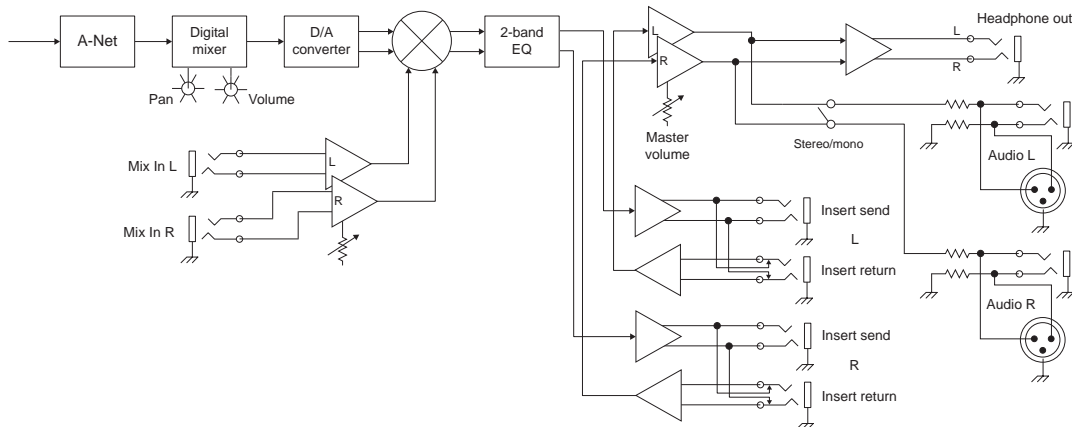 A-Net
Digital
mixer
D/A
converter
2-band
EQ
L
R
L
R
Headphone out
Pan
Volume
Master
volume
Stereo/mono
Audio L
Mix In L
L
R
Mix In R
Insert send
L
Insert return
Audio R
Insert send
R
Insert return